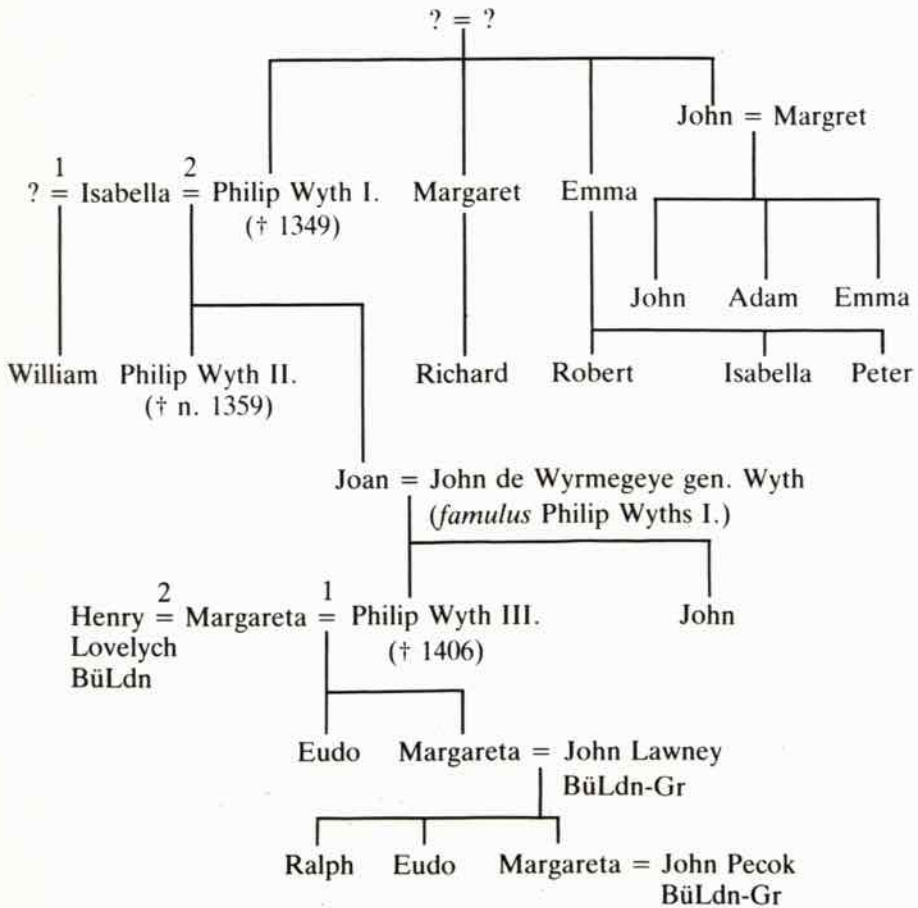 ? = ?
John = Margret
1 2
? = Isabella = Philip Wyth I. Margaret Emma
(† 1349)
John Adam Emma
William Philip Wyth II. Richard Robert Isabella Peter
(† n. 1359)
Joan = John de Wyrmegeye gen. Wyth
(famulus Philip Wyths I.)
2 1
Henry = Margareta = Philip Wyth III. John
Lovelych († 1406)
BüLdn
Eudo Margareta = John Lawney
BüLdn-Gr
Ralph Eudo Margareta = John Pecok
BüLdn-Gr